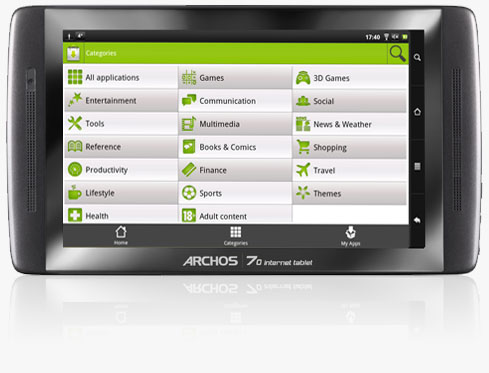 17:40
Categories
All applications Games 3D Games
Entertainment Communication Social
Tools Multimedia News & Weather
Reference Books & Comics Shopping
Productivity Finance Travel
Lifestyle Sports Themes
Health 18+ Adult content
Home Categories My Apps
ARCHOS 70 internet tablet